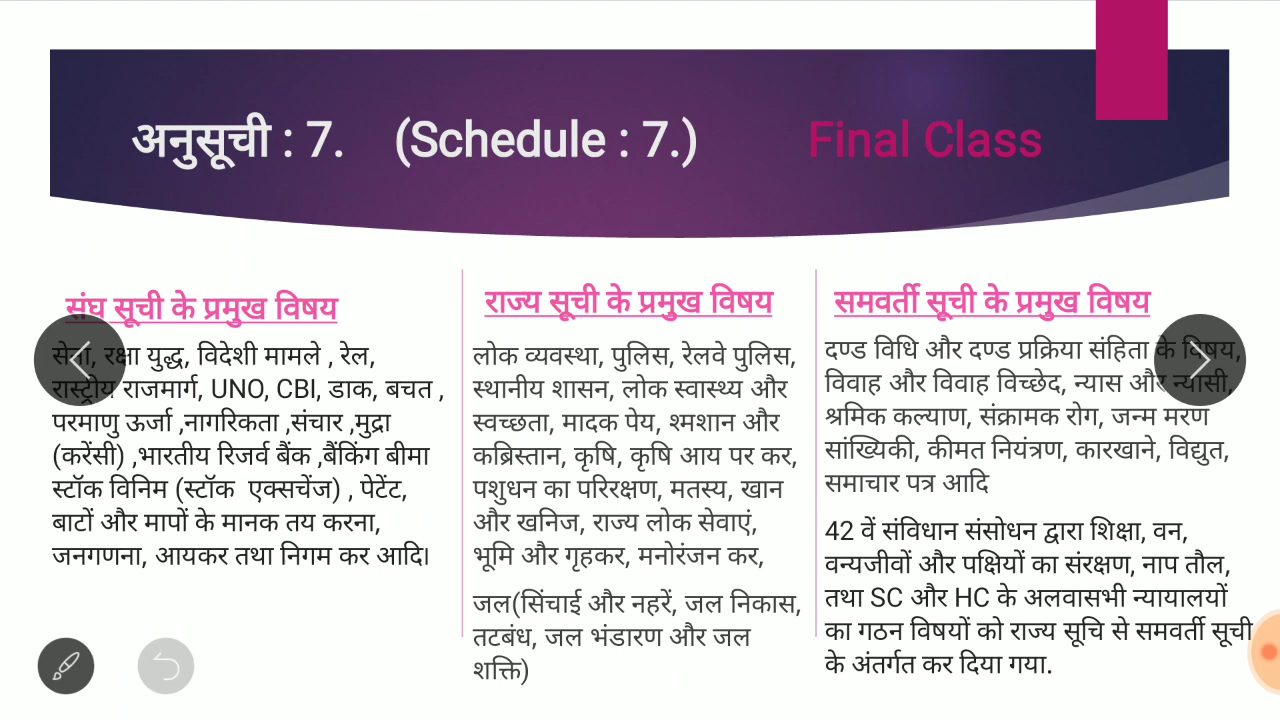 अनुसूची : 7. (Schedule : 7.) Final Class
संघ सूची के प्रमुख विषय
सेना, रक्षा युद्ध, विदेशी मामले , रेल,
रास्ट्रीय राजमार्ग, UNO, CBI, डाक, बचत ,
परमाणु ऊर्जा ,नागरिकता ,संचार ,मुद्रा
(करेंसी) ,भारतीय रिजर्व बैंक ,बैंकिंग बीमा
स्टॉक विनिम (स्टॉक एक्सचेंज) , पेटेंट,
बाटों और मापों के मानक तय करना,
जनगणना, आयकर तथा निगम कर आदि।
राज्य सूची के प्रमुख विषय
लोक व्यवस्था, पुलिस, रेलवे पुलिस,
स्थानीय शासन, लोक स्वास्थ्य और
स्वच्छता, मादक पेय, श्मशान और
कब्रिस्तान, कृषि, कृषि आय पर कर,
पशुधन का परिरक्षण, मतस्य, खान
और खनिज, राज्य लोक सेवाएं,
भूमि और गृहकर, मनोरंजन कर,
जल(सिंचाई और नहरें, जल निकास,
तटबंध, जल भंडारण और जल
शक्ति)
समवर्ती सूची के प्रमुख विषय
दण्ड विधि और दण्ड प्रक्रिया संहिता के विषय,
विवाह और विवाह विच्छेद, न्यास और न्यासी,
श्रमिक कल्याण, संक्रामक रोग, जन्म मरण
सांख्यिकी, कीमत नियंत्रण, कारखाने, विद्युत,
समाचार पत्र आदि
42 वें संविधान संसोधन द्वारा शिक्षा, वन,
वन्यजीवों और पक्षियों का संरक्षण, नाप तौल,
तथा SC और HC के अलवासभी न्यायालयों
का गठन विषयों को राज्य सूचि से समवर्ती सूची
के अंतर्गत कर दिया गया.